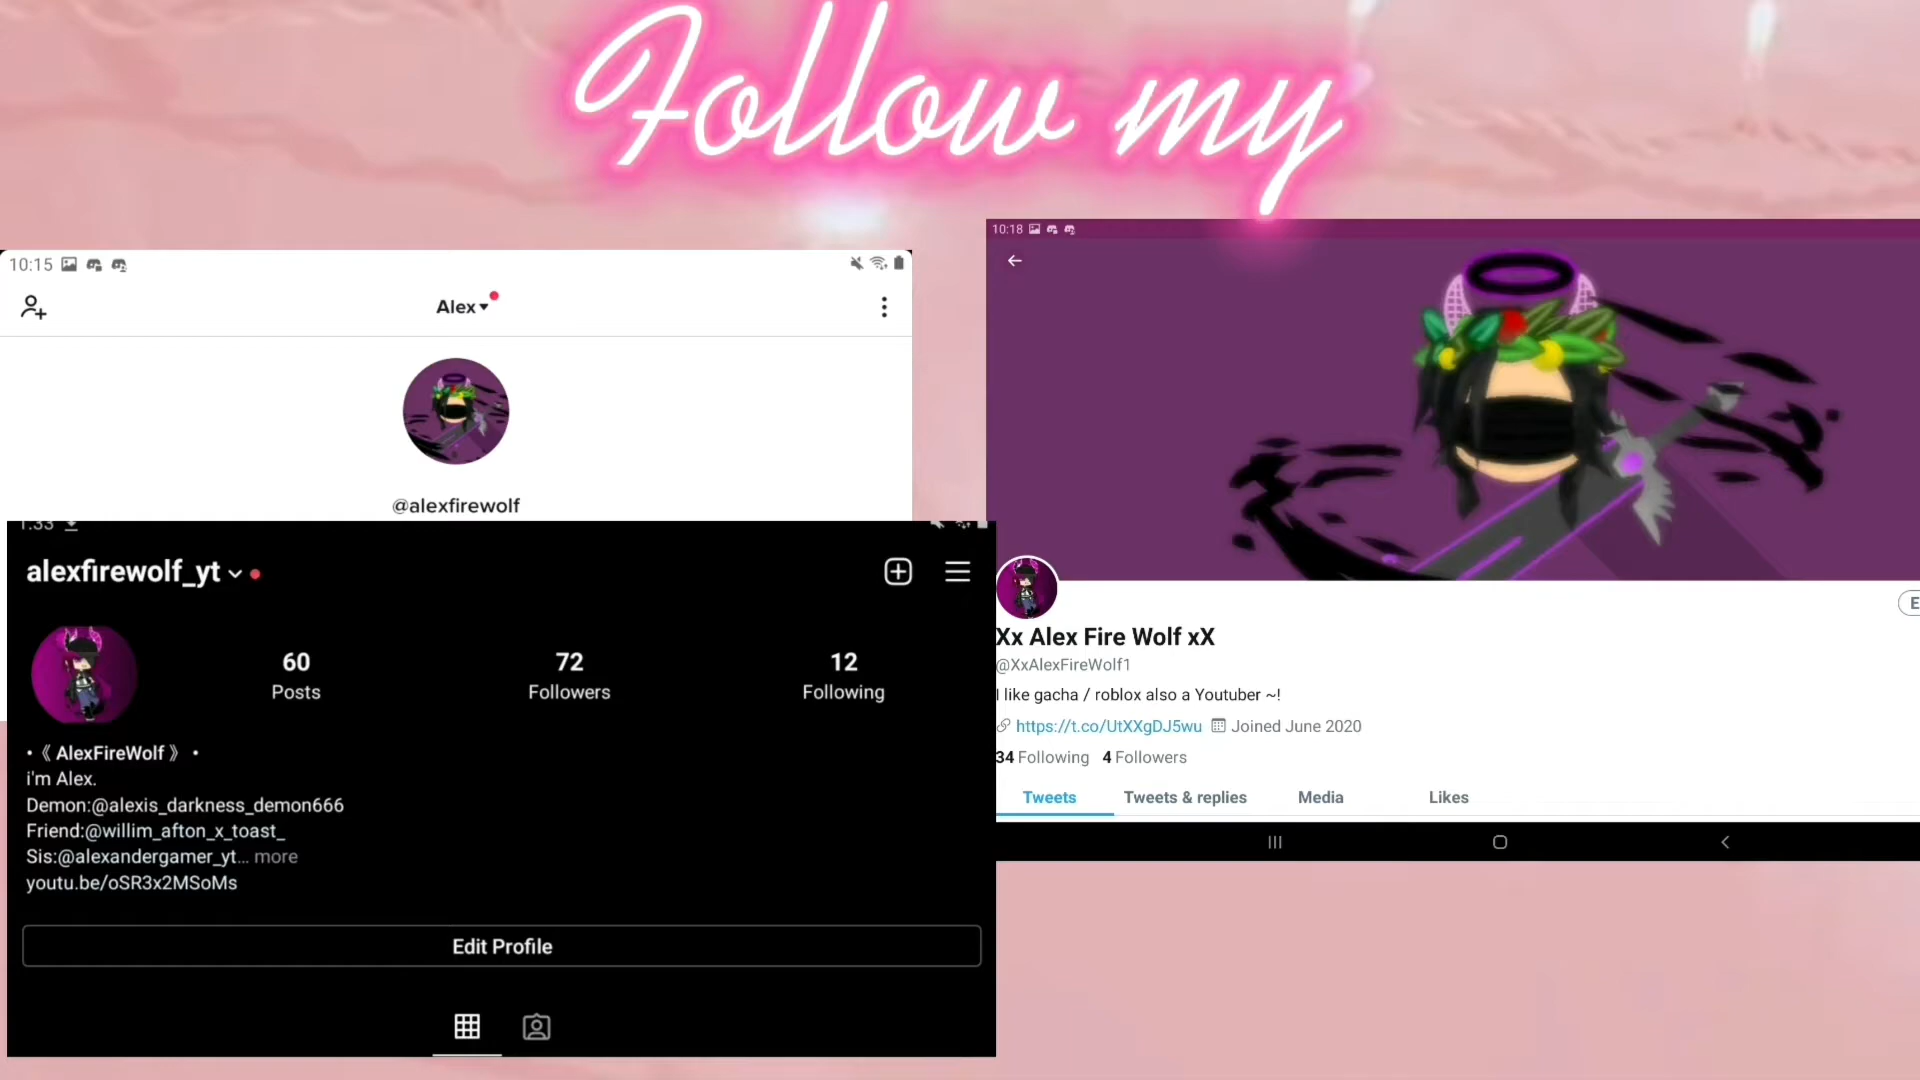 Follow my
10:15
Alex
@alexfirewolf
1:33
alexfirewolf_yt
60
Posts
72
Followers
12
Following
•《 AlexFireWolf 》 •
i'm Alex.
Demon:@alexis_darkness_demon666
Friend:@willim_afton_x_toast_
Sis:@alexandergamer_yt... more
youtu.be/oSR3x2MSoMs
Edit Profile
10:18
E
Xx Alex Fire Wolf xX
@XxAlexFireWolf1
I like gacha / roblox also a Youtuber ~!
https://t.co/UtXXgDJ5wu Joined June 2020
34 Following 4 Followers
Tweets Tweets & replies Media Likes